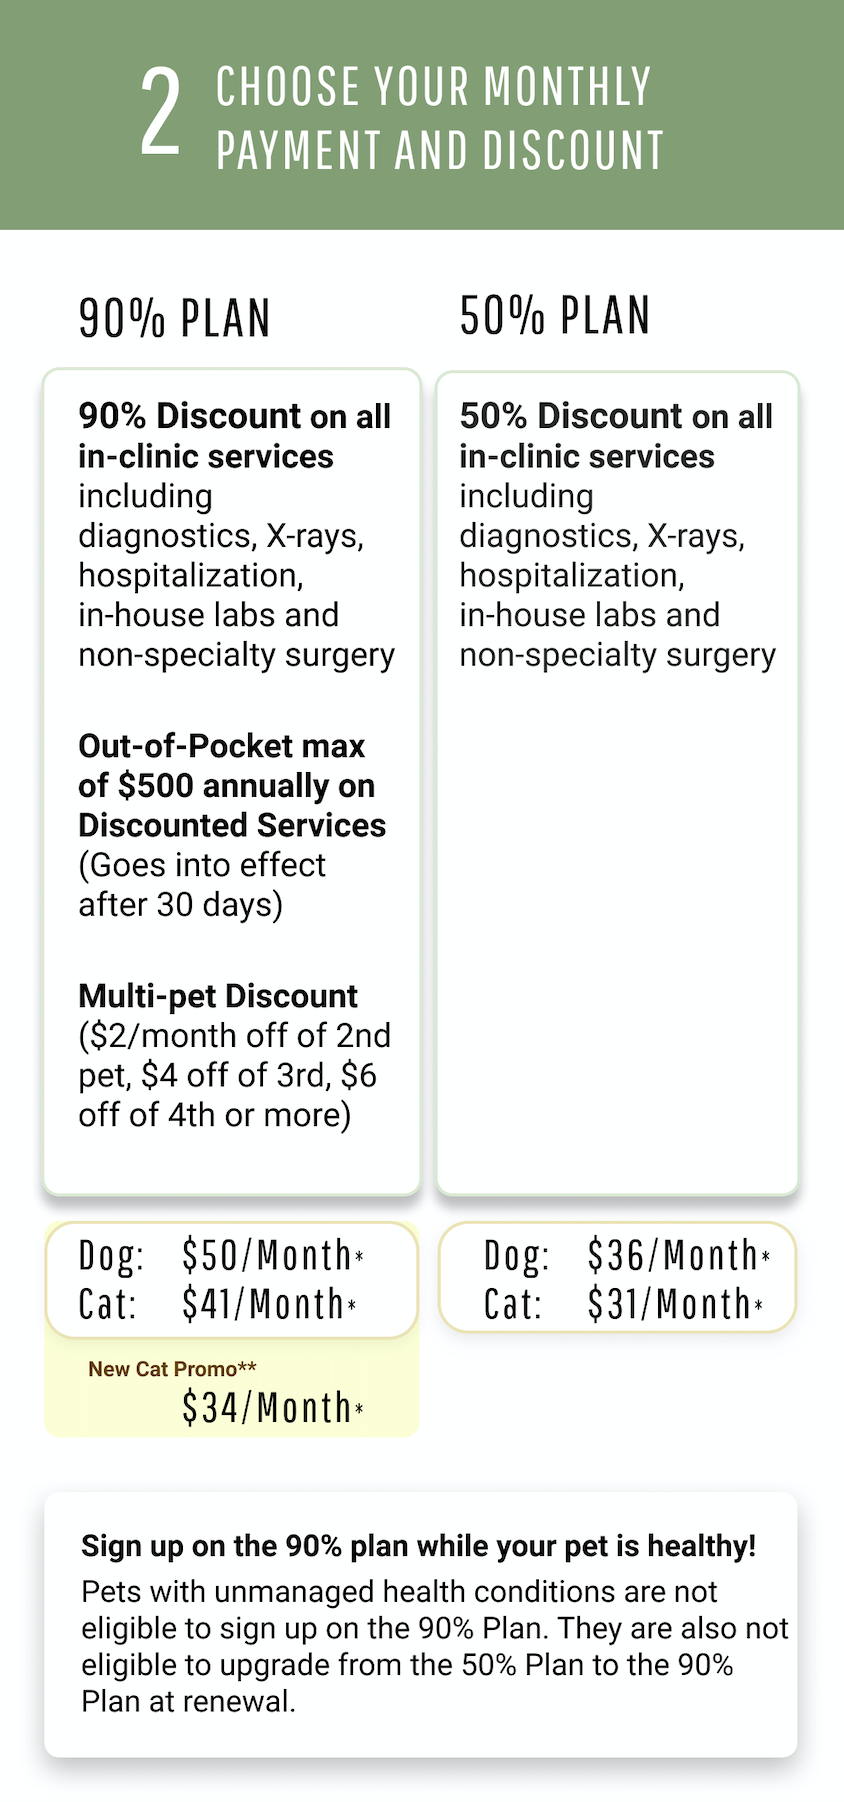 2 CHOOSE YOUR MONTHLY
PAYMENT AND DISCOUNT
90% PLAN
90% Discount on all
in-clinic services
including
diagnostics, X-rays,
hospitalization,
in-house labs and
non-specialty surgery
Out-of-Pocket max
of $500 annually on
Discounted Services
(Goes into effect
after 30 days)
Multi-pet Discount
($2/month off of 2nd
pet, $4 off of 3rd, $6
off of 4th or more)
Dog: $50/Month*
Cat: $41/Month*
New Cat Promo**
$34/Month*
50% PLAN
50% Discount on all
in-clinic services
including
diagnostics, X-rays,
hospitalization,
in-house labs and
non-specialty surgery
Dog: $36/Month*
Cat: $31/Month*
Sign up on the 90% plan while your pet is healthy!
Pets with unmanaged health conditions are not
eligible to sign up on the 90% Plan. They are also not
eligible to upgrade from the 50% Plan to the 90%
Plan at renewal.